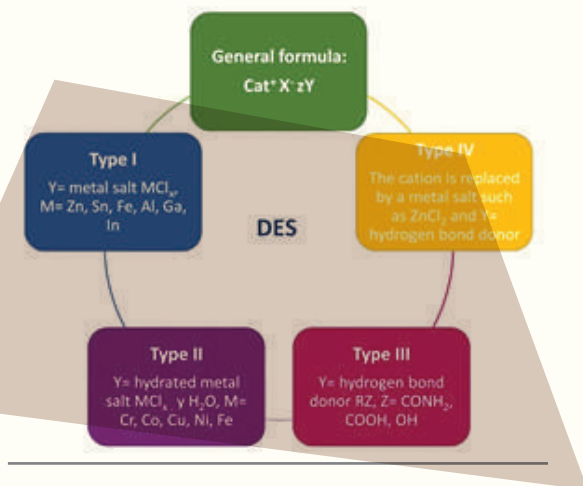 General formula:
Cat⁺ X⁻ zY
Type I
Y= metal salt MClₓ,
M= Zn, Sn, Fe, Al, Ga,
In
Type IV
The cation is replaced
by a metal salt such
as ZnCl₂ and Y=
hydrogen bond donor
DES
Type II
Y= hydrated metal
salt MClₓ y H₂O, M=
Cr, Co, Cu, Ni, Fe
Type III
Y= hydrogen bond
donor RZ, Z= CONH₂,
COOH, OH